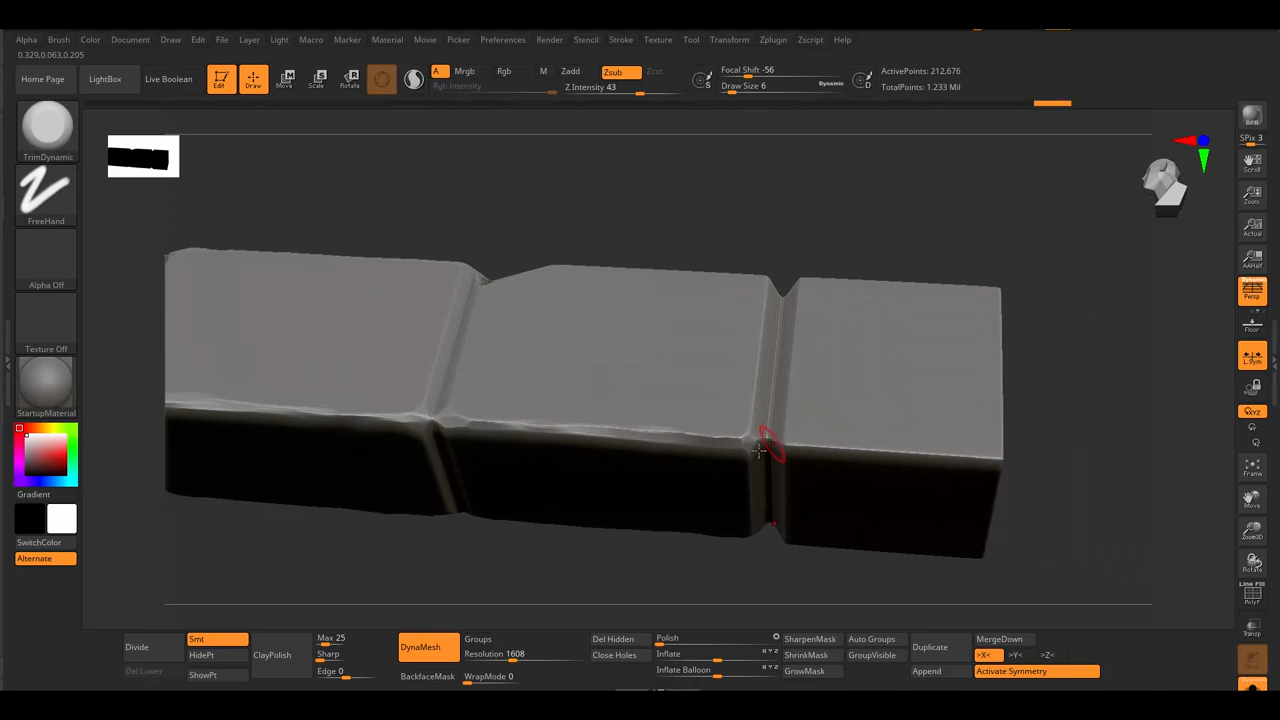 Alpha Brush Color Document Draw Edit File Layer Light Macro Marker Material Movie Picker Preferences Render Stencil Stroke Texture Tool Transform Zplugin Zscript Help
0.329,0.063,0.205
Home Page LightBox Live Boolean Edit Draw Move Scale Rotate A Mrgb Rgb M Zadd Zsub Zcut Focal Shift -56 ActivePoints: 212,676
Rgb Intensity Z Intensity 43 S Draw Size 6 Dynamic D TotalPoints: 1.233 Mil
TrimDynamic
FreeHand
Alpha Off
Texture Off
StartupMaterial
Gradient
SwitchColor
Alternate
BPR
SPix 3
Scroll
Zoom
Actual
AAHalf
Dynamic
Persp
Floor
L.Sym
XYZ
Frame
Move
Zoom3D
Rotate
Line Fill
PolyF
Transp
Divide Smt Max 25 DynaMesh Groups Del Hidden Polish SharpenMask Auto Groups Duplicate MergeDown
HidePt ClayPolish Sharp Resolution 1608 Close Holes Inflate X Y Z ShrinkMask GroupVisible >X< >Y< >Z<
Del Lower ShowPt Edge 0 BackfaceMask WrapMode 0 Inflate Balloon X Y Z GrowMask Append Activate Symmetry